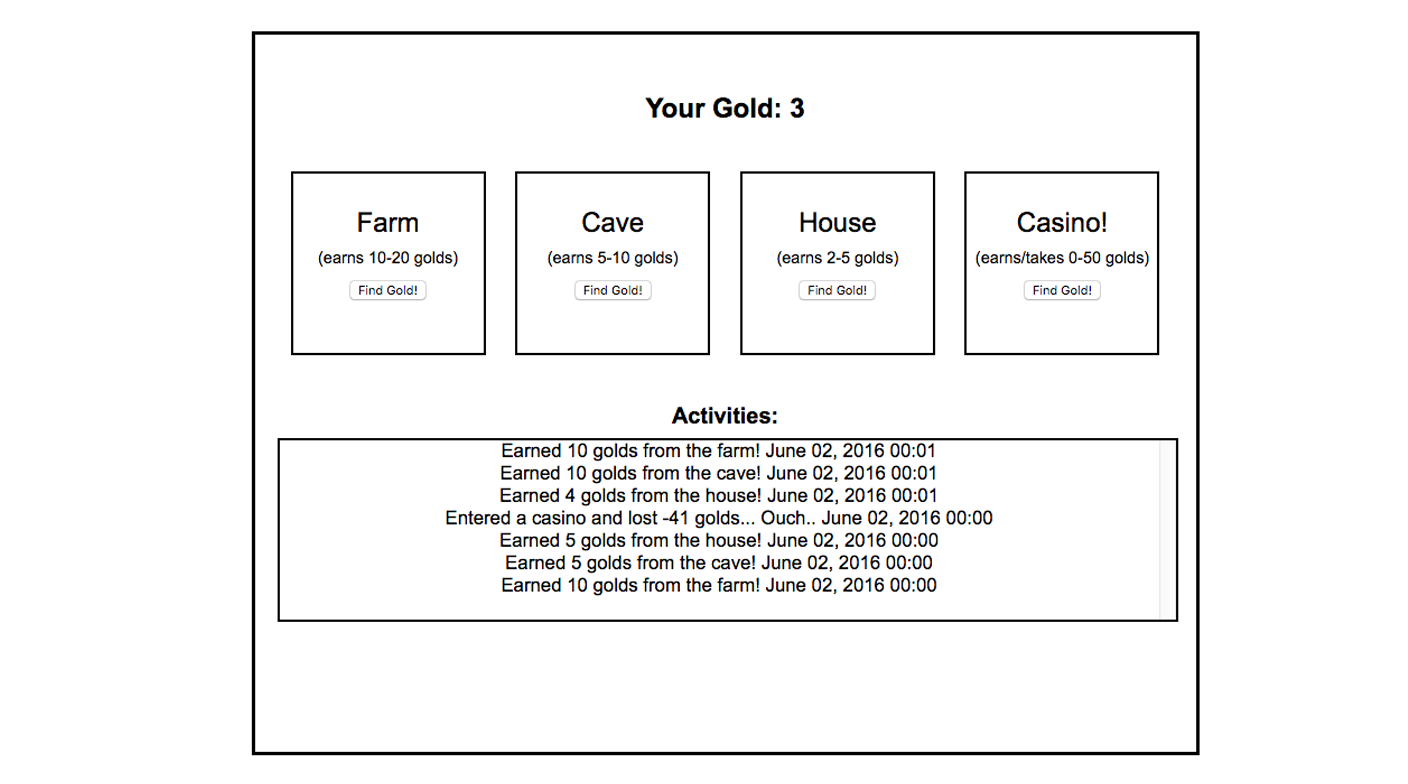 Your Gold: 3
Farm
(earns 10-20 golds)
Find Gold!
Cave
(earns 5-10 golds)
Find Gold!
House
(earns 2-5 golds)
Find Gold!
Casino!
(earns/takes 0-50 golds)
Find Gold!
Activities:
Earned 10 golds from the farm! June 02, 2016 00:01
Earned 10 golds from the cave! June 02, 2016 00:01
Earned 4 golds from the house! June 02, 2016 00:01
Entered a casino and lost -41 golds... Ouch.. June 02, 2016 00:00
Earned 5 golds from the house! June 02, 2016 00:00
Earned 5 golds from the cave! June 02, 2016 00:00
Earned 10 golds from the farm! June 02, 2016 00:00